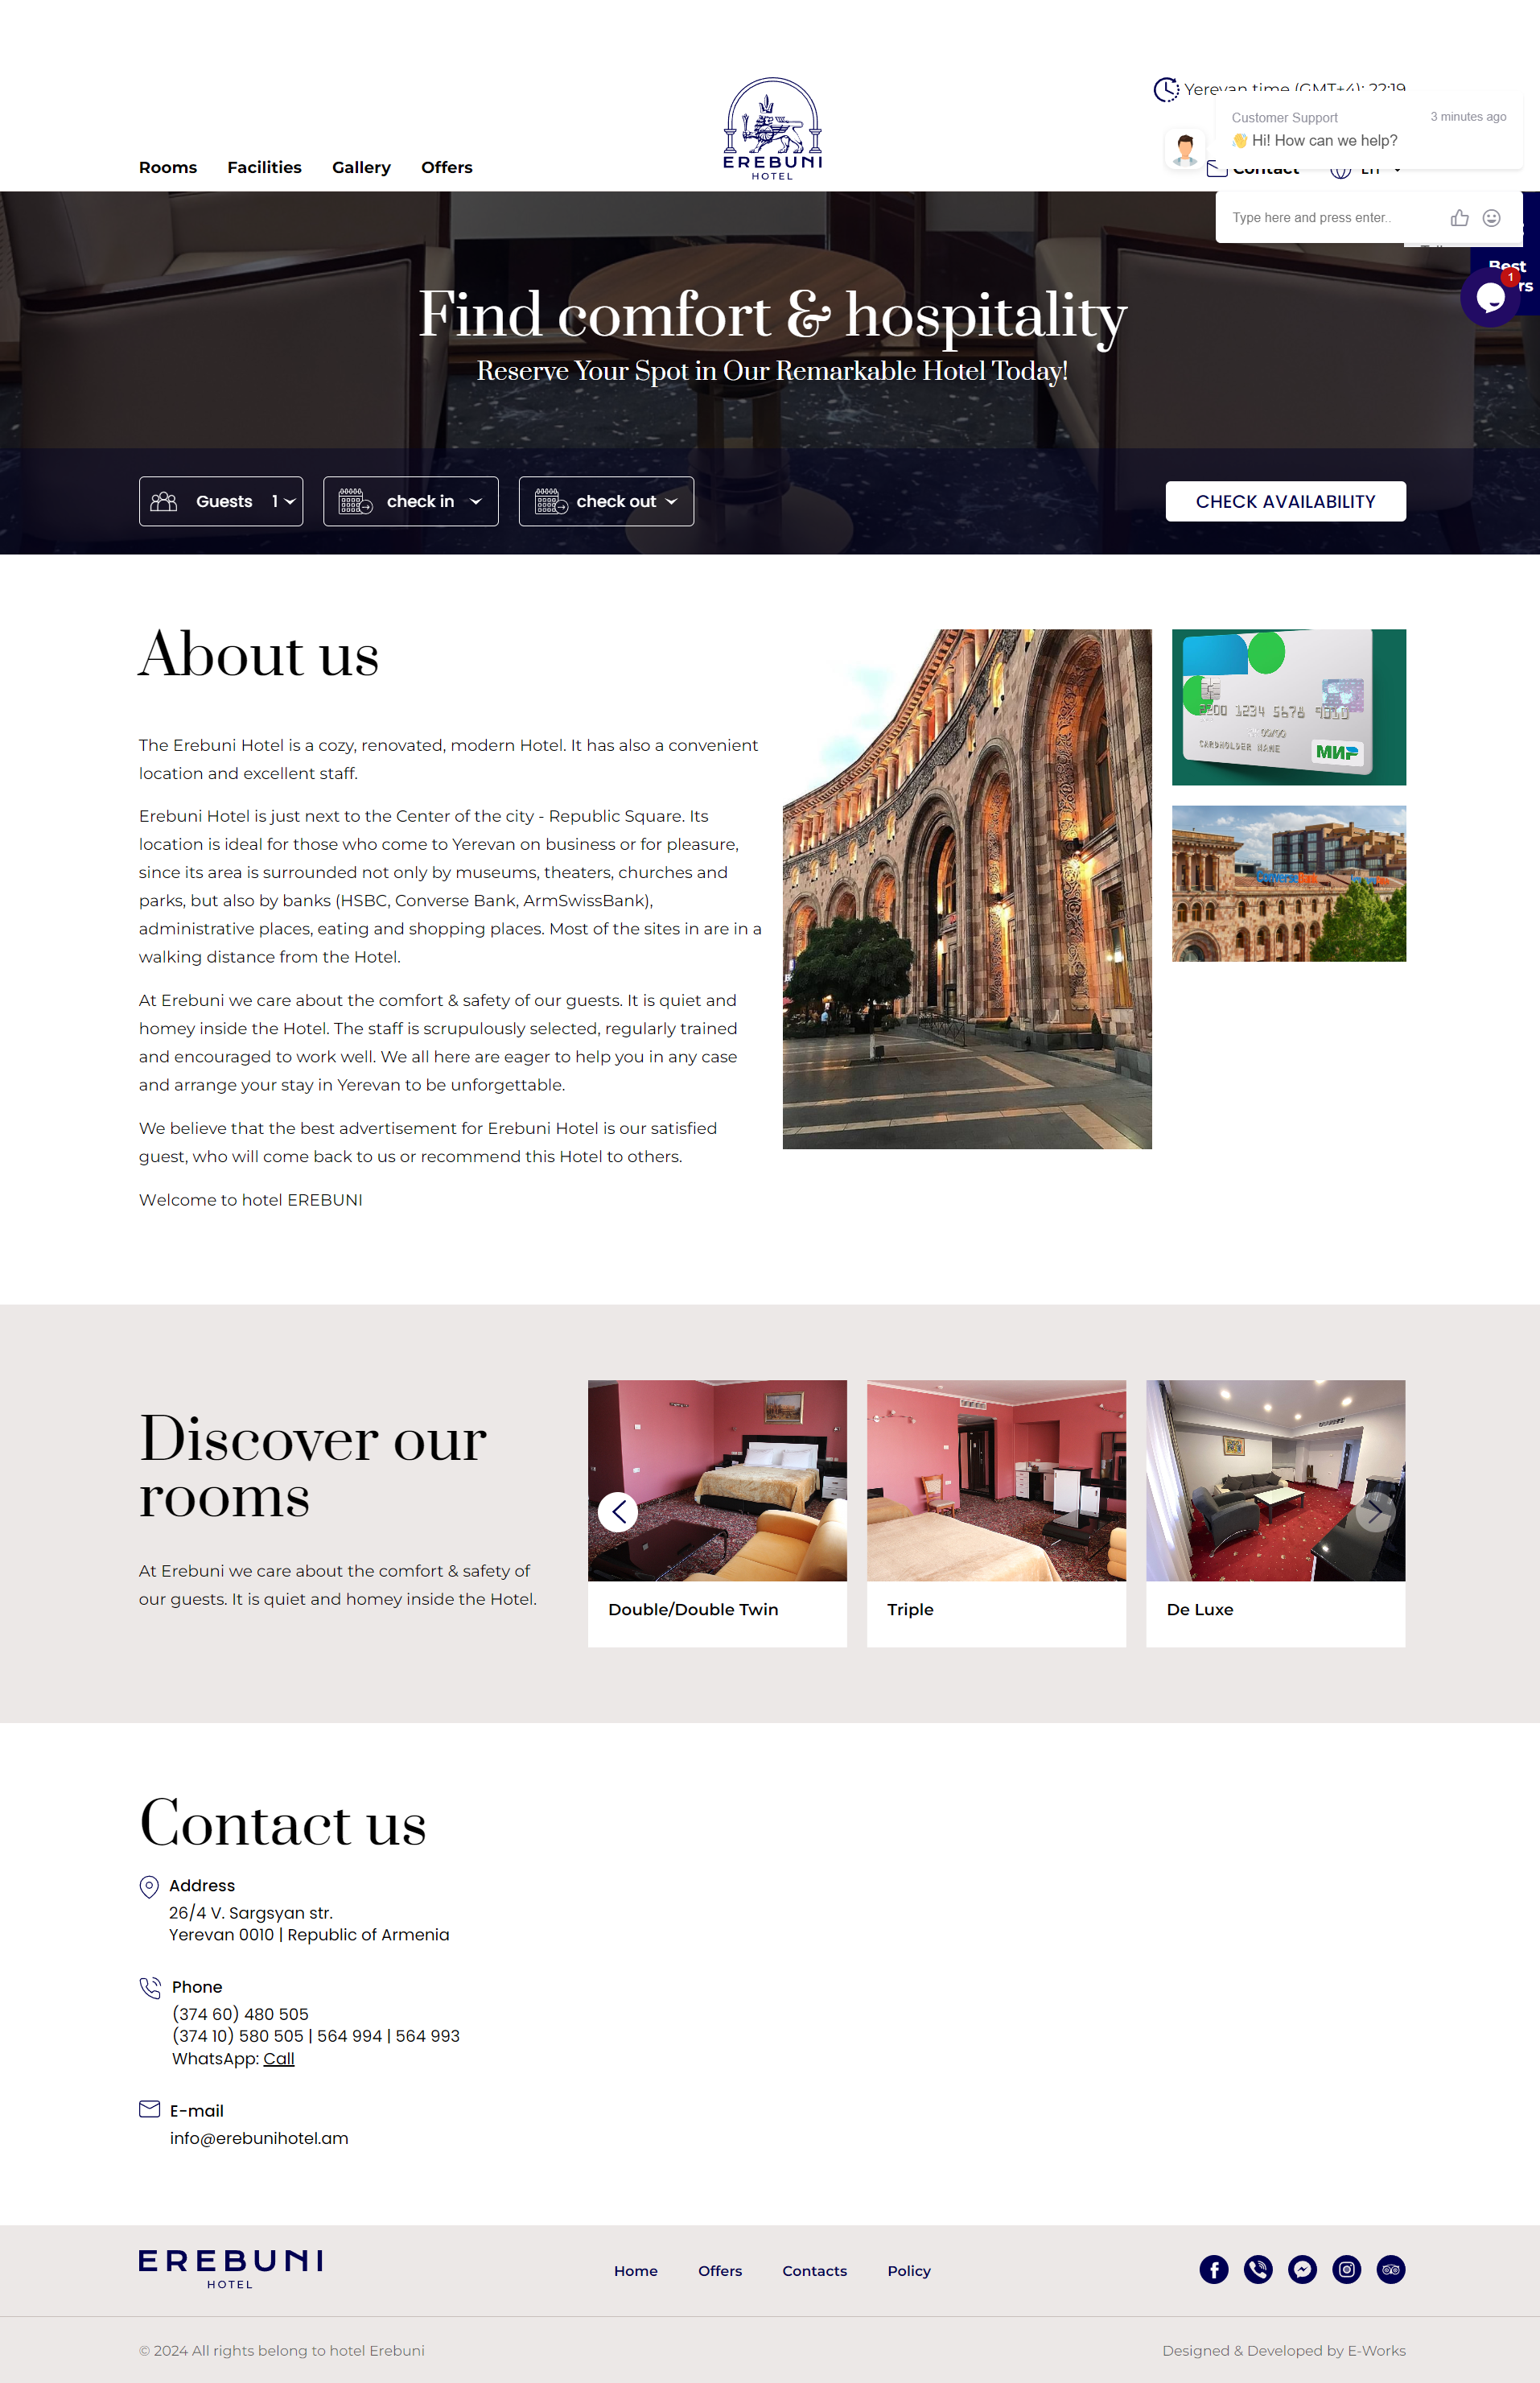 Yerevan time (GMT+4): 22:19
Customer Support
3 minutes ago
👋 Hi! How can we help?
Rooms
Facilities
Gallery
Offers
EREBUNI
HOTEL
Contact
Type here and press enter..
Best
1
Find comfort & hospitality
Reserve Your Spot in Our Remarkable Hotel Today!
Guests 1
check in
check out
CHECK AVAILABILITY
About us
The Erebuni Hotel is a cozy, renovated, modern Hotel. It has also a convenient
location and excellent staff.
Erebuni Hotel is just next to the Center of the city - Republic Square. Its
location is ideal for those who come to Yerevan on business or for pleasure,
since its area is surrounded not only by museums, theaters, churches and
parks, but also by banks (HSBC, Converse Bank, ArmSwissBank),
administrative places, eating and shopping places. Most of the sites in are in a
walking distance from the Hotel.
At Erebuni we care about the comfort & safety of our guests. It is quiet and
homey inside the Hotel. The staff is scrupulously selected, regularly trained
and encouraged to work well. We all here are eager to help you in any case
and arrange your stay in Yerevan to be unforgettable.
We believe that the best advertisement for Erebuni Hotel is our satisfied
guest, who will come back to us or recommend this Hotel to others.
Welcome to hotel EREBUNI
1234 5678
CARDHOLDER NAME
МИР
Discover our
rooms
At Erebuni we care about the comfort & safety of
our guests. It is quiet and homey inside the Hotel.
Double/Double Twin
Triple
De Luxe
Contact us
Address
26/4 V. Sargsyan str.
Yerevan 0010 | Republic of Armenia
Phone
(374 60) 480 505
(374 10) 580 505 | 564 994 | 564 993
WhatsApp: Call
E-mail
info@erebunihotel.am
EREBUNI
HOTEL
Home
Offers
Contacts
Policy
© 2024 All rights belong to hotel Erebuni
Designed & Developed by E-Works